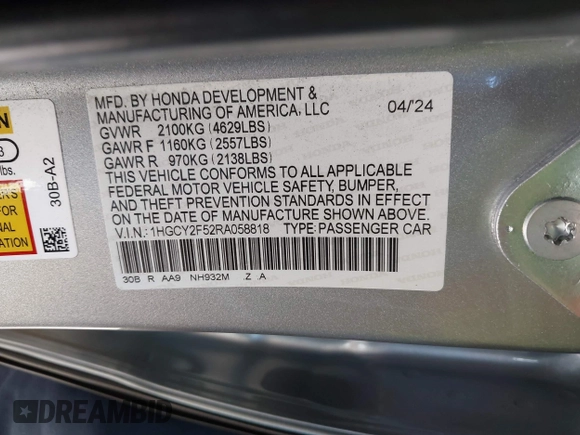 MFD. BY HONDA DEVELOPMENT &
MANUFACTURING OF AMERICA, LLC 04/24
GVWR 2100KG (4629LBS)
GAWR F 1160KG (2557LBS)
GAWR R 970KG (2138LBS)
THIS VEHICLE CONFORMS TO ALL APPLICABLE
FEDERAL MOTOR VEHICLE SAFETY, BUMPER,
AND THEFT PREVENTION STANDARDS IN EFFECT
ON THE DATE OF MANUFACTURE SHOWN ABOVE.
V.I.N.: 1HGCY2F52RA058818 TYPE: PASSENGER CAR
30B R AA9 NH932M Z A
30B-A2
lbs.
FOR
DREAMBID